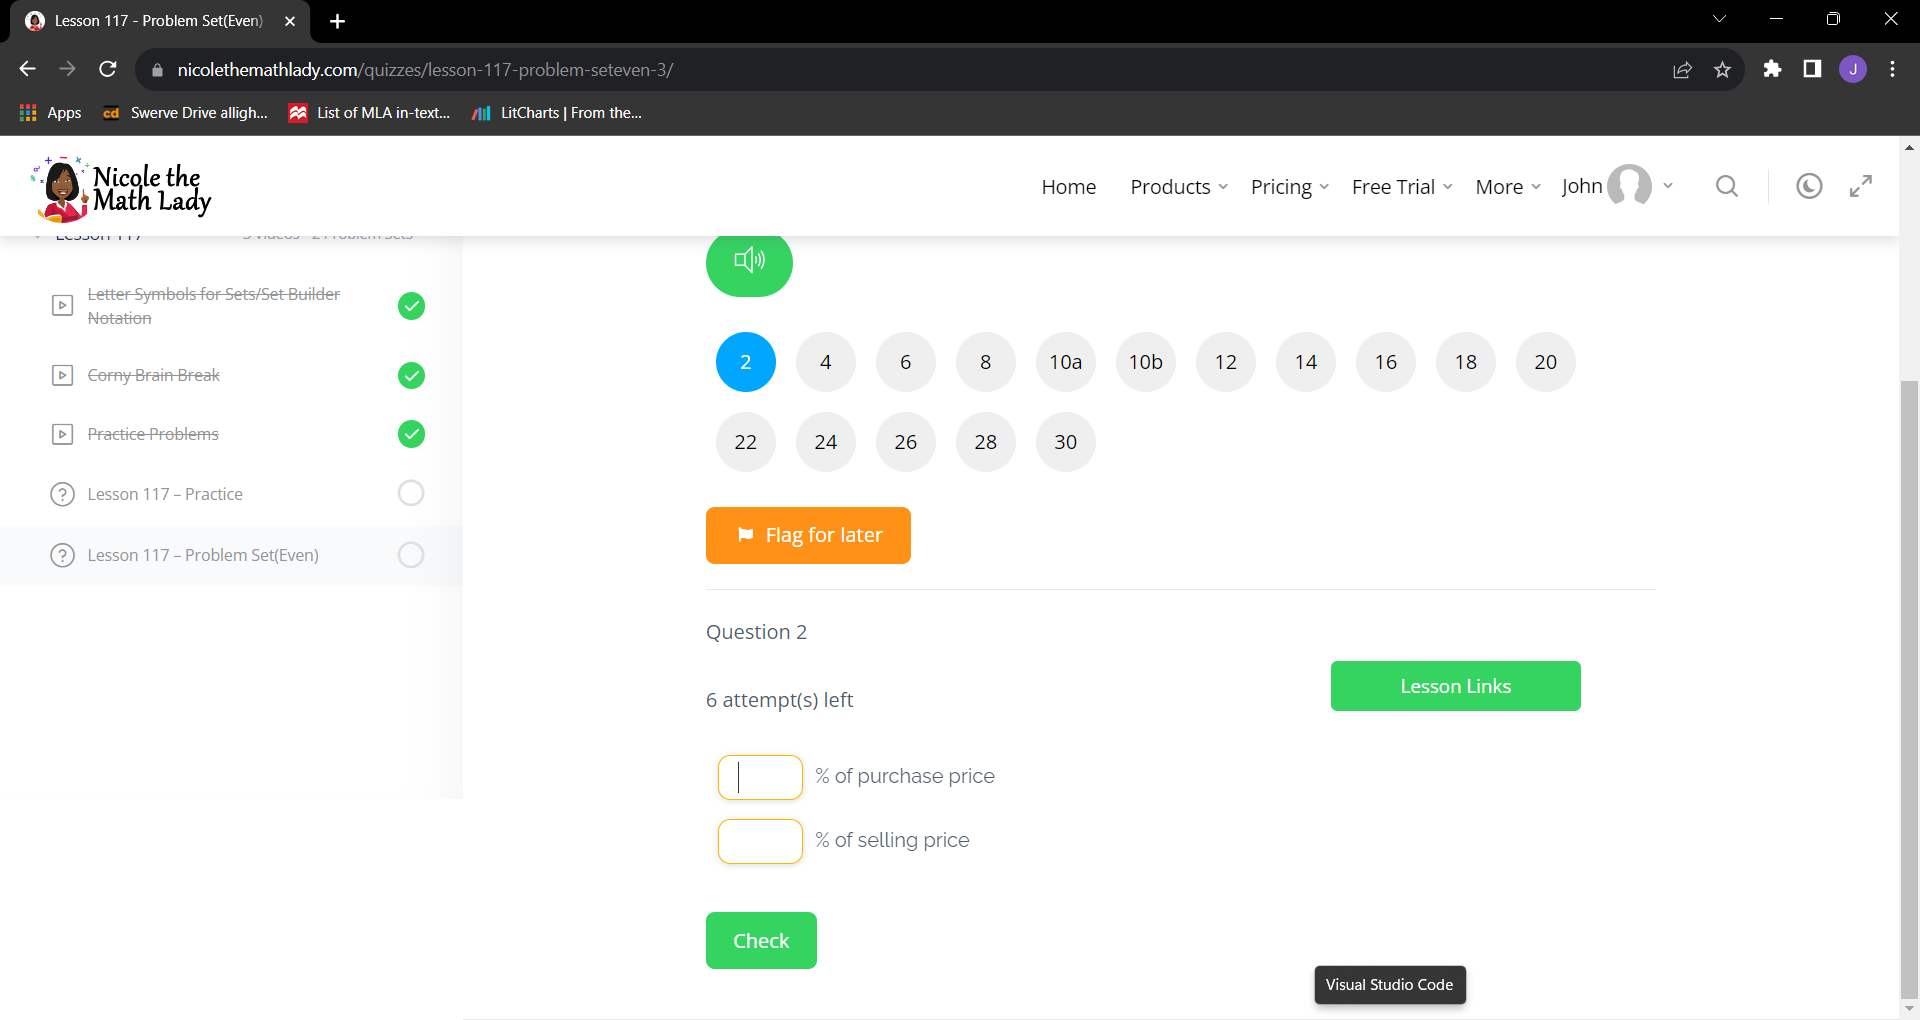 Lesson 117 - Problem Set(Even)
nicolethemathlady.com/quizzes/lesson-117-problem-seteven-3/
J
Apps
cd Swerve Drive alligh...
List of MLA in-text...
LitCharts | From the...
Nicole the
Math Lady
Home
Products
Pricing
Free Trial
More
John
Lesson 117
Letter Symbols for Sets/Set Builder
Notation
Corny Brain Break
Practice Problems
Lesson 117 – Practice
Lesson 117 – Problem Set(Even)
2 4 6 8 10a 10b 12 14 16 18 20
22 24 26 28 30
Flag for later
Question 2
Lesson Links
6 attempt(s) left
% of purchase price
% of selling price
Check
Visual Studio Code